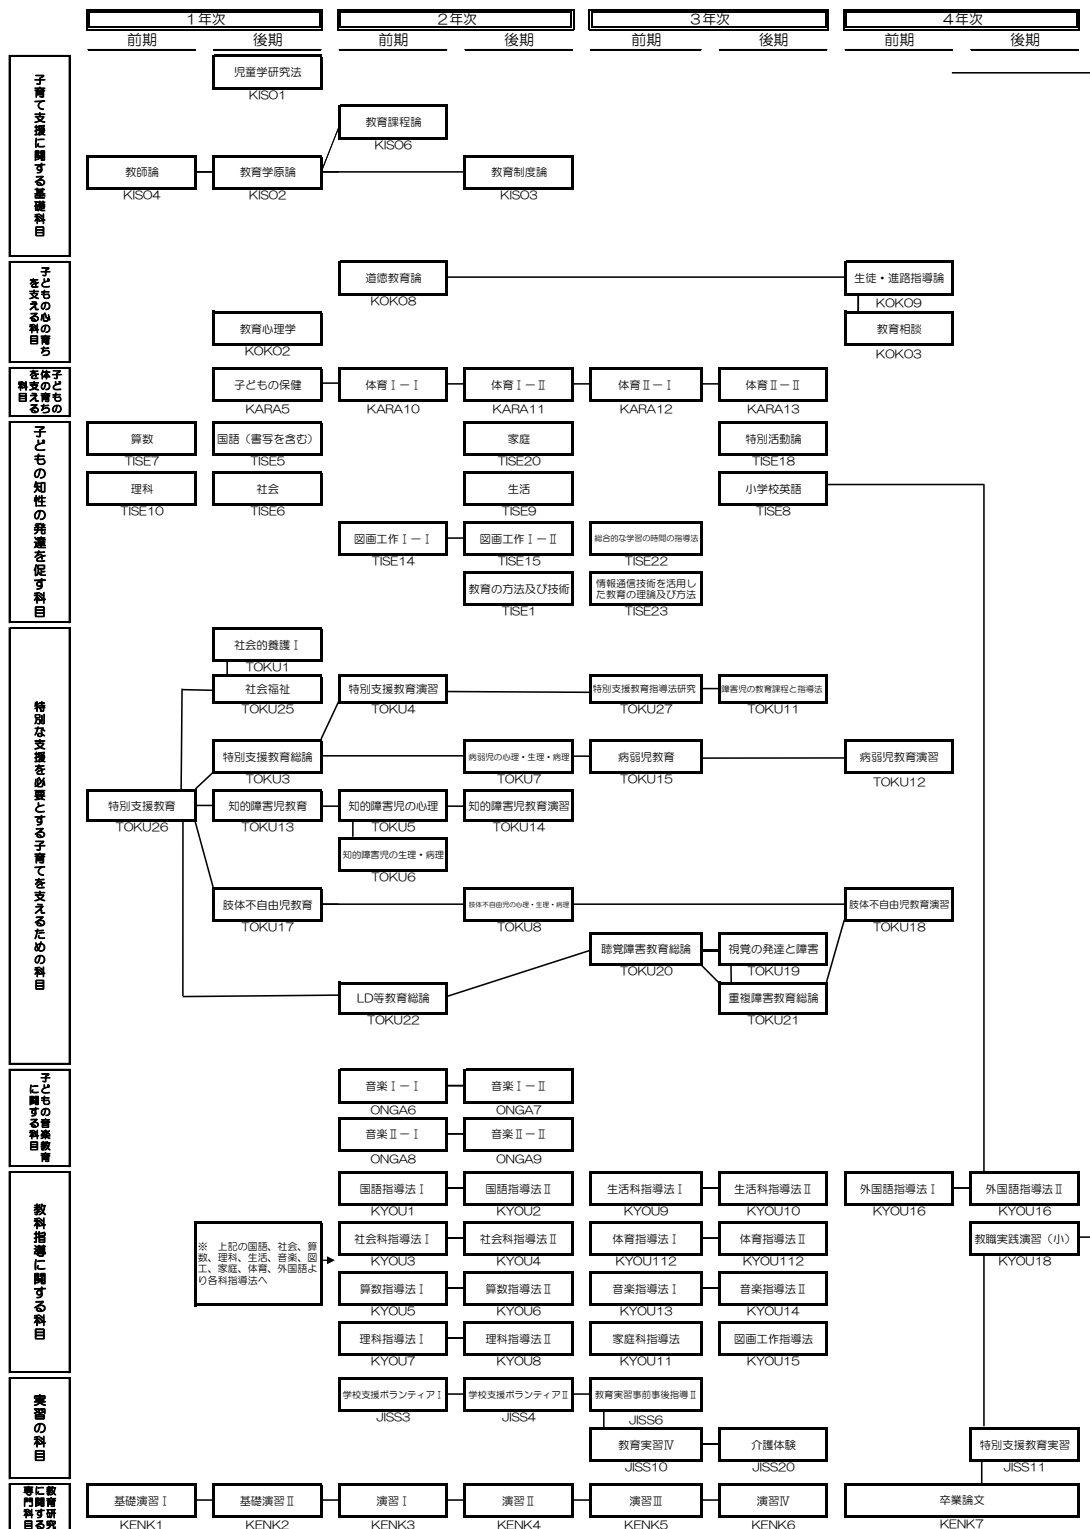 １年次 ２年次 ３年次 ４年次
前期 後期 前期 後期 前期 後期 前期 後期
子育て支援に関する基礎科目
児童学研究法
KISO1
教育課程論
KISO6
教師論 教育学原論 教育制度論
KISO4 KISO2 KISO3
子どもの心の育ち
を支える科目
道徳教育論 生徒・進路指導論
KOKO8 KOKO9
教育心理学 教育相談
KOKO2 KOKO3
子どもの
体の育ち
を支える
科目
子どもの保健 体育Ⅰ－Ⅰ 体育Ⅰ－Ⅱ 体育Ⅱ－Ⅰ 体育Ⅱ－Ⅱ
KARA5 KARA10 KARA11 KARA12 KARA13
子どもの知性の発達を促す科目
算数 国語（書写を含む） 家庭 特別活動論
TISE7 TISE5 TISE20 TISE18
理科 社会 生活 小学校英語
TISE10 TISE6 TISE9 TISE8
図画工作Ⅰ－Ⅰ 図画工作Ⅰ－Ⅱ 総合的な学習の時間の指導法
TISE14 TISE15 TISE22
教育の方法及び技術 情報通信技術を活用し
た教育の理論及び方法
TISE1 TISE23
特別な支援を必要とする子育てを支えるための科目
社会的養護Ⅰ
TOKU1
社会福祉 特別支援教育演習 特別支援教育指導法研究 障害児の教育課程と指導法
TOKU25 TOKU4 TOKU27 TOKU11
特別支援教育総論 病弱児の心理・生理・病理 病弱児教育 病弱児教育演習
TOKU3 TOKU7 TOKU15 TOKU12
特別支援教育 知的障害児教育 知的障害児の心理 知的障害児教育演習
TOKU26 TOKU13 TOKU5 TOKU14
知的障害児の生理・病理
TOKU6
肢体不自由児教育 肢体不自由児の心理・生理・病理 肢体不自由児教育演習
TOKU17 TOKU8 TOKU18
聴覚障害教育総論 視覚の発達と障害
TOKU20 TOKU19
LD等教育総論 重複障害教育総論
TOKU22 TOKU21
子どもの音楽教育
に関する科目
音楽Ⅰ－Ⅰ 音楽Ⅰ－Ⅱ
ONGA6 ONGA7
音楽Ⅱ－Ⅰ 音楽Ⅱ－Ⅱ
ONGA8 ONGA9
教科指導に関する科目
国語指導法Ⅰ 国語指導法Ⅱ 生活科指導法Ⅰ 生活科指導法Ⅱ 外国語指導法Ⅰ 外国語指導法Ⅱ
KYOU1 KYOU2 KYOU9 KYOU10 KYOU16 KYOU16
※　上記の国語、社会、算
数、理科、生活、音楽、図
工、家庭、体育、外国語よ
り各科指導法へ
社会科指導法Ⅰ 社会科指導法Ⅱ 体育指導法Ⅰ 体育指導法Ⅱ 教職実践演習（小）
KYOU3 KYOU4 KYOU112 KYOU112 KYOU18
算数指導法Ⅰ 算数指導法Ⅱ 音楽指導法Ⅰ 音楽指導法Ⅱ
KYOU5 KYOU6 KYOU13 KYOU14
理科指導法Ⅰ 理科指導法Ⅱ 家庭科指導法 図画工作指導法
KYOU7 KYOU8 KYOU11 KYOU15
実習の科目
学校支援ボランティアⅠ 学校支援ボランティアⅡ 教育実習事前事後指導Ⅱ
JISS3 JISS4 JISS6
教育実習Ⅳ 介護体験 特別支援教育実習
JISS10 JISS20 JISS11
教育研究
に関する
専門科目
基礎演習Ⅰ 基礎演習Ⅱ 演習Ⅰ 演習Ⅱ 演習Ⅲ 演習Ⅳ 卒業論文
KENK1 KENK2 KENK3 KENK4 KENK5 KENK6 KENK7